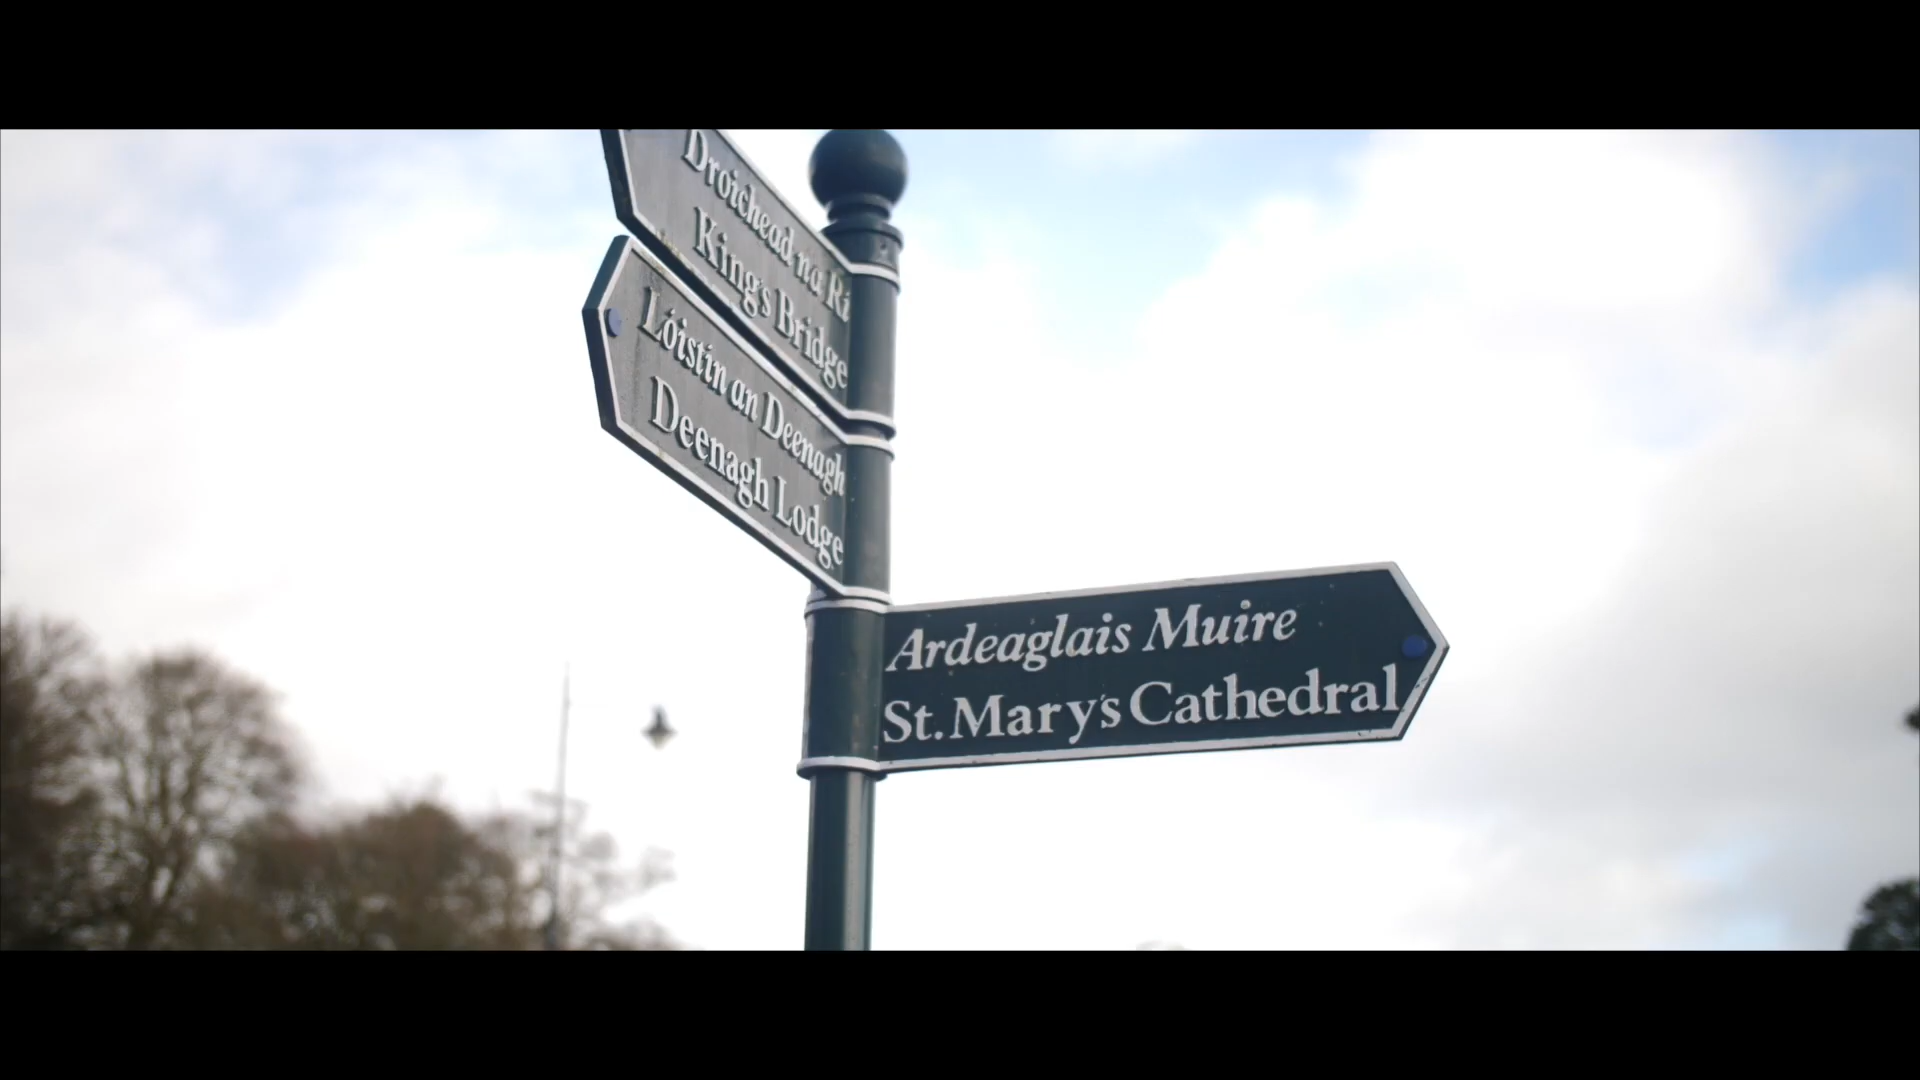 Droichead na Rí
King's Bridge
Lóistín an Deenagh
Deenagh Lodge
Ardeaglais Muire
St. Mary's Cathedral